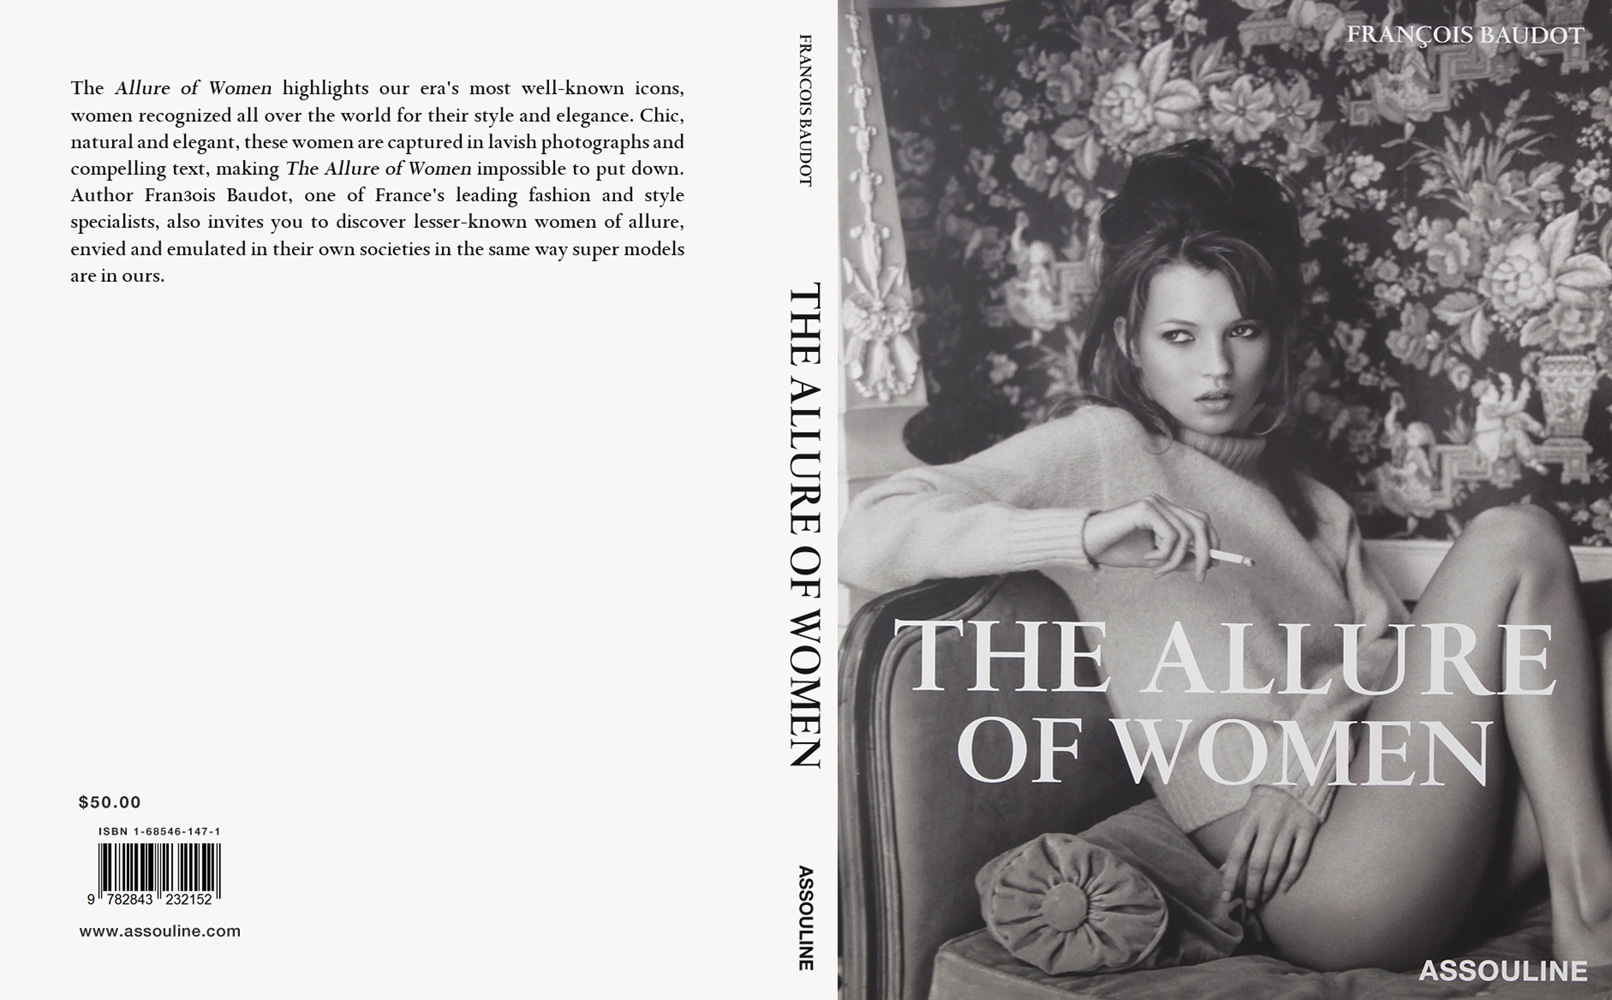 The Allure of Women highlights our era's most well-known icons,
women recognized all over the world for their style and elegance. Chic,
natural and elegant, these women are captured in lavish photographs and
compelling text, making The Allure of Women impossible to put down.
Author Fran3ois Baudot, one of France's leading fashion and style
specialists, also invites you to discover lesser-known women of allure,
envied and emulated in their own societies in the same way super models
are in ours.
$50.00
ISBN 1-68546-147-1
9 782843 232152
www.assouline.com
FRANCOIS BAUDOT
THE ALLURE OF WOMEN
ASSOULINE
FRANÇOIS BAUDOT
THE ALLURE
OF WOMEN
ASSOULINE